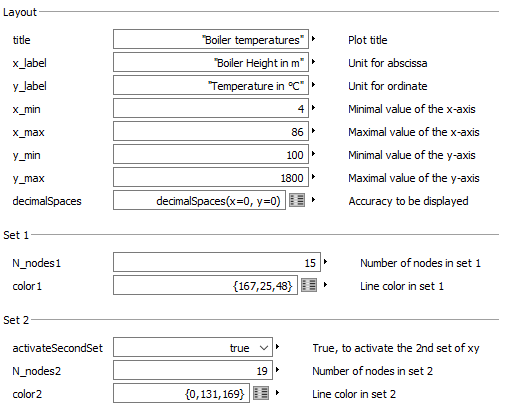 Layout
title "Boiler temperatures" Plot title
x_label "Boiler Height in m" Unit for abscissa
y_label "Temperature in °C" Unit for ordinate
x_min 4 Minimal value of the x-axis
x_max 86 Maximal value of the x-axis
y_min 100 Minimal value of the y-axis
y_max 1800 Maximal value of the y-axis
decimalSpaces decimalSpaces(x=0, y=0) Accuracy to be displayed
Set 1
N_nodes1 15 Number of nodes in set 1
color1 {167,25,48} Line color in set 1
Set 2
activateSecondSet true True, to activate the 2nd set of xy
N_nodes2 19 Number of nodes in set 2
color2 {0,131,169} Line color in set 2